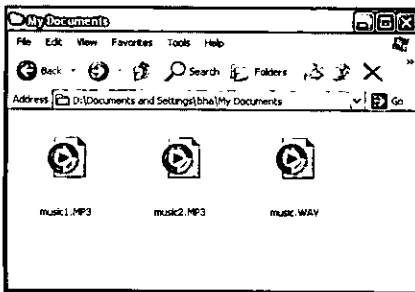 My Documents
File Edit View Favorites Tools Help
Back Search Folders
Address D:\Documents and Settings\bha\My Documents Go
music1.MP3 music2.MP3 music.WAV